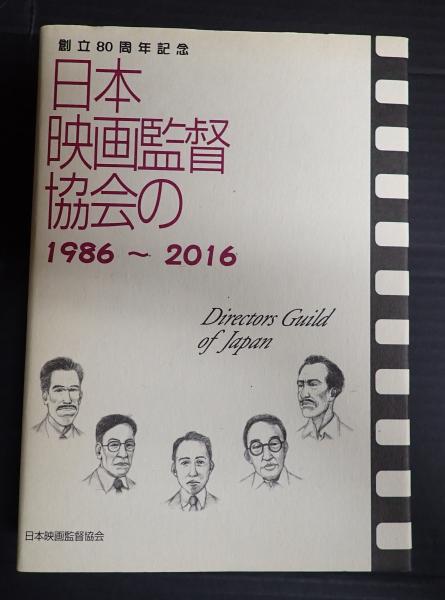 創立80周年記念
日本
映画監督
協会の
1986 ~ 2016
Directors Guild
of Japan
日本映画監督協会